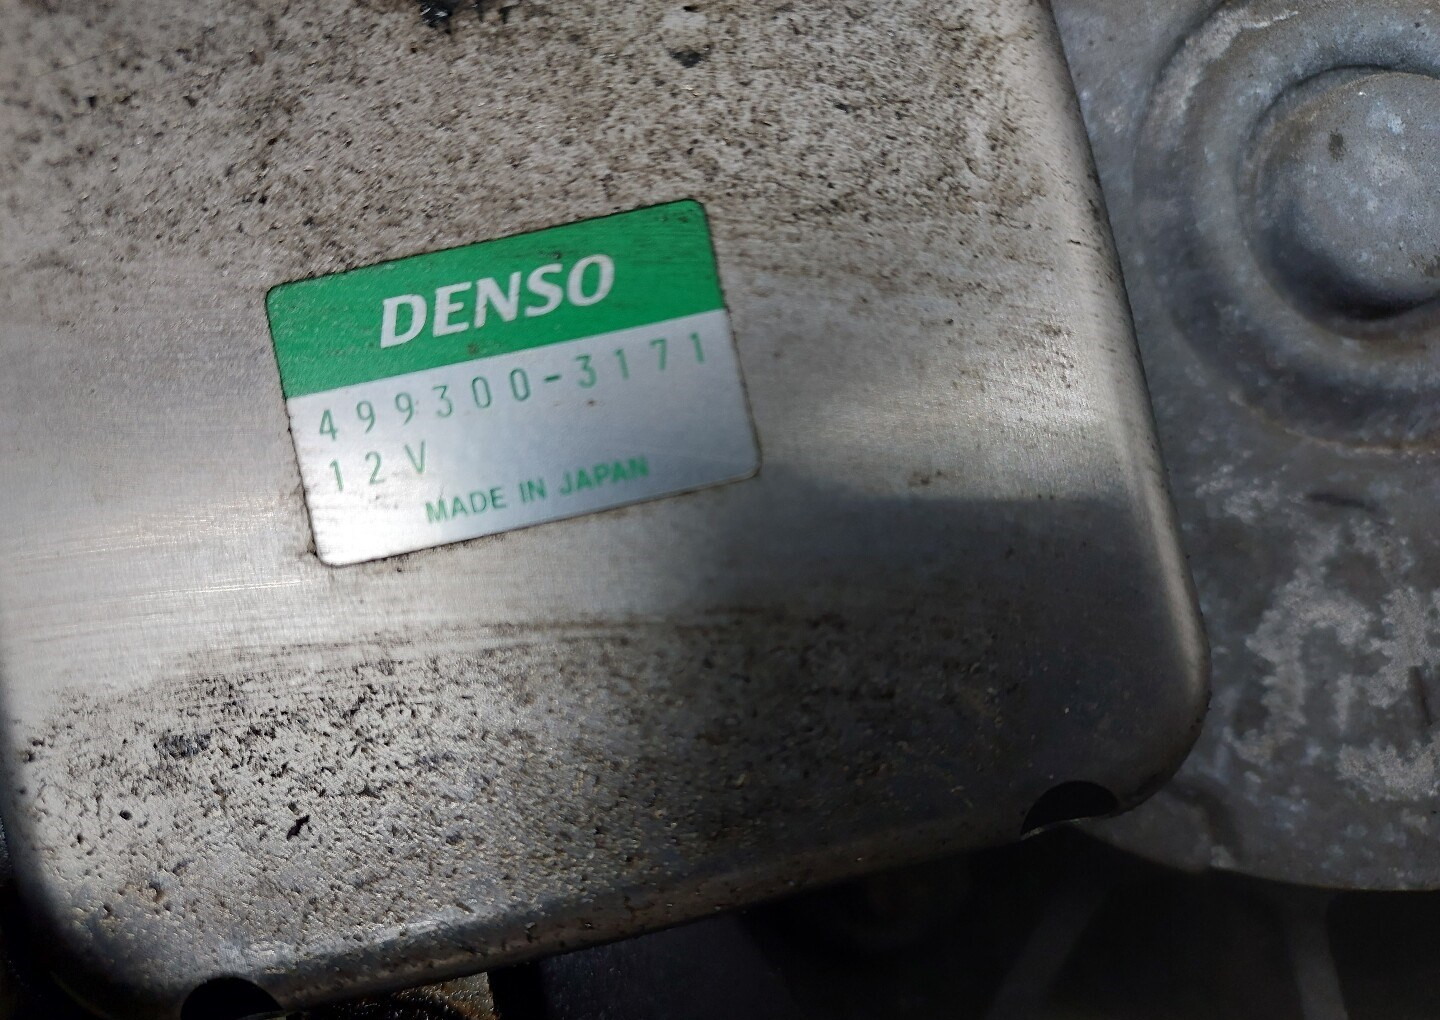 DENSO
499300-3171
12V
MADE IN JAPAN